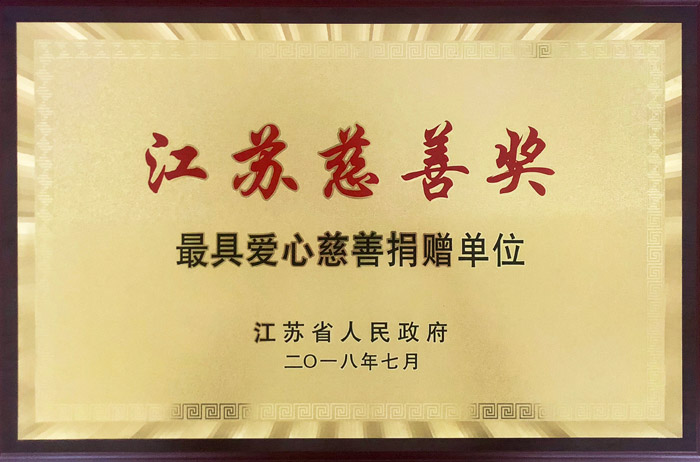 江苏慈善奖
最具爱心慈善捐赠单位
江苏省人民政府
二〇一八年七月